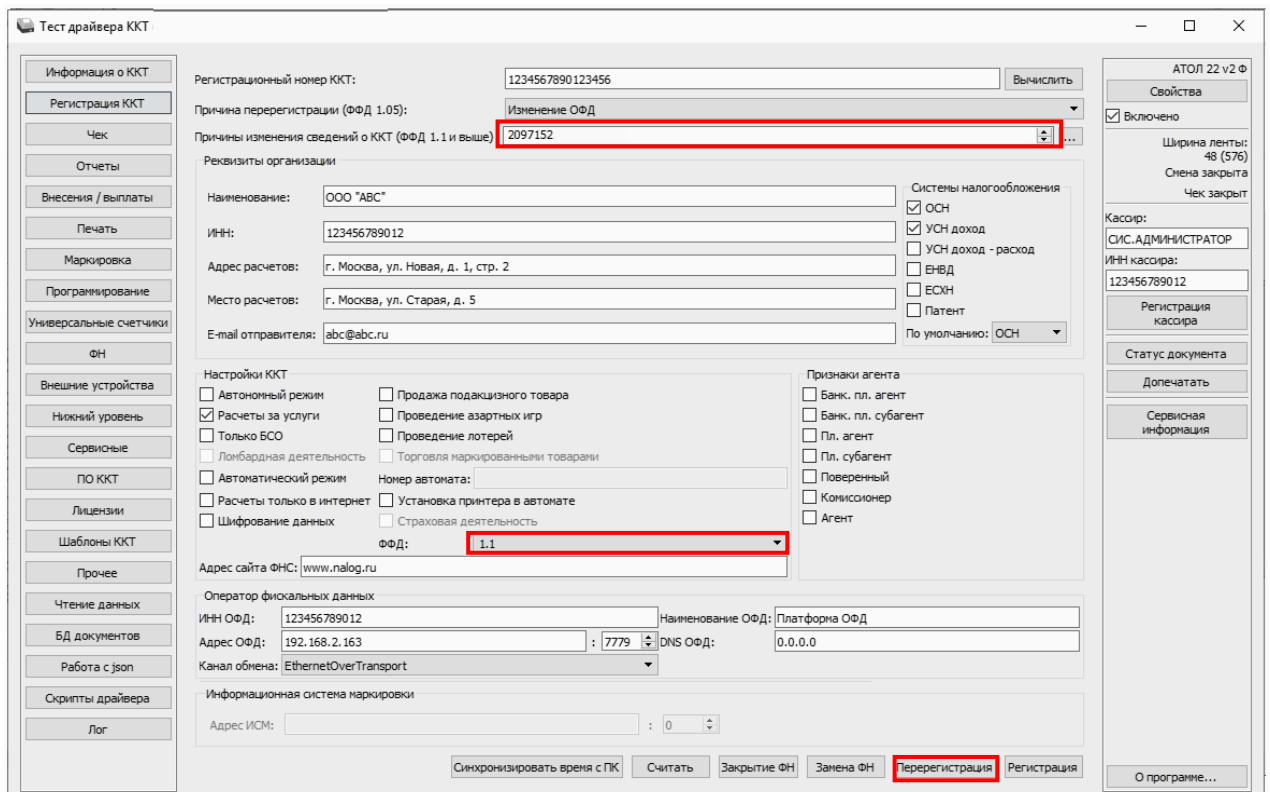 Тест драйвера ККТ
Информация о ККТ
Регистрация ККТ
Чек
Отчеты
Внесения / выплаты
Печать
Маркировка
Программирование
Универсальные счетчики
ФН
Внешние устройства
Нижний уровень
Сервисные
ПО ККТ
Лицензии
Шаблоны ККТ
Прочее
Чтение данных
БД документов
Работа с json
Скрипты драйвера
Лог
Регистрационный номер ККТ: 1234567890123456 Вычислить
Причина перерегистрации (ФФД 1.05): Изменение ОФД
Причины изменения сведений о ККТ (ФФД 1.1 и выше) 2097152 ...
Реквизиты организации
Наименование: ООО "АВС"
ИНН: 123456789012
Адрес расчетов: г. Москва, ул. Новая, д. 1, стр. 2
Место расчетов: г. Москва, ул. Старая, д. 5
E-mail отправителя: abc@abc.ru
Системы налогообложения
ОСН
УСН доход
УСН доход - расход
ЕНВД
ЕСХН
Патент
По умолчанию: ОСН
Настройки ККТ
Автономный режим Продажа подакцизного товара
Расчеты за услуги Проведение азартных игр
Только БСО Проведение лотерей
Ломбардная деятельность Торговля маркированными товарами
Автоматический режим Номер автомата:
Расчеты только в интернет Установка принтера в автомате
Шифрование данных Страховая деятельность
ФФД: 1.1
Адрес сайта ФНС: www.nalog.ru
Признаки агента
Банк. пл. агент
Банк. пл. субагент
Пл. агент
Пл. субагент
Поверенный
Комиссионер
Агент
Оператор фискальных данных
ИНН ОФД: 123456789012 Наименование ОФД: Платформа ОФД
Адрес ОФД: 192.168.2.163 : 7779 DNS ОФД: 0.0.0.0
Канал обмена: EthernetOverTransport
Информационная система маркировки
Адрес ИСМ: : 0
Синхронизировать время с ПК Считать Закрытие ФН Замена ФН Перерегистрация Регистрация
АТОЛ 22 v2 Ф
Свойства
Включено
Ширина ленты:
48 (576)
Смена закрыта
Чек закрыт
Кассир:
СИС.АДМИНИСТРАТОР
ИНН кассира:
123456789012
Регистрация
кассира
Статус документа
Допечатать
Сервисная
информация
О программе...